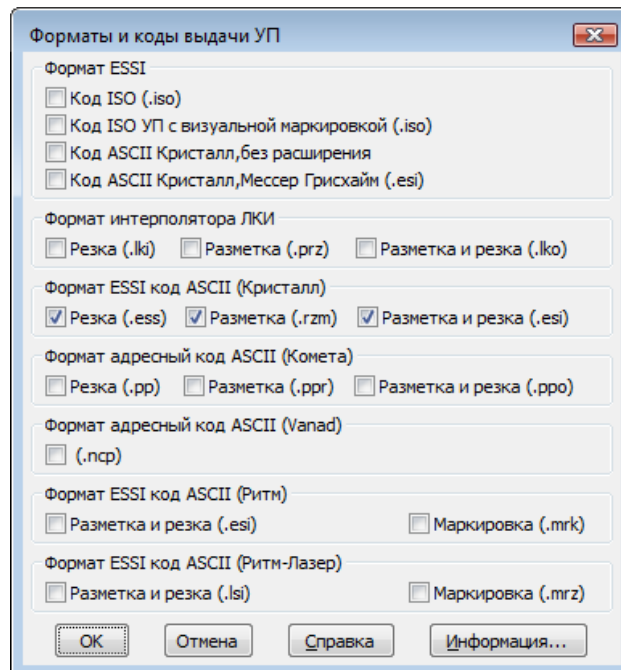 Форматы и коды выдачи УП
Формат ESSI
Код ISO (.iso)
Код ISO УП с визуальной маркировкой (.iso)
Код ASCII Кристалл,без расширения
Код ASCII Кристалл,Мессер Грисхайм (.esi)
Формат интерполятора ЛКИ
Резка (.lki) Разметка (.prz) Разметка и резка (.lko)
Формат ESSI код ASCII (Кристалл)
Резка (.ess) Разметка (.rzm) Разметка и резка (.esi)
Формат адресный код ASCII (Комета)
Резка (.pp) Разметка (.ppr) Разметка и резка (.ppo)
Формат адресный код ASCII (Vanad)
(.ncp)
Формат ESSI код ASCII (Ритм)
Разметка и резка (.esi) Маркировка (.mrk)
Формат ESSI код ASCII (Ритм-Лазер)
Разметка и резка (.lsi) Маркировка (.mrz)
OK Отмена Справка Информация...